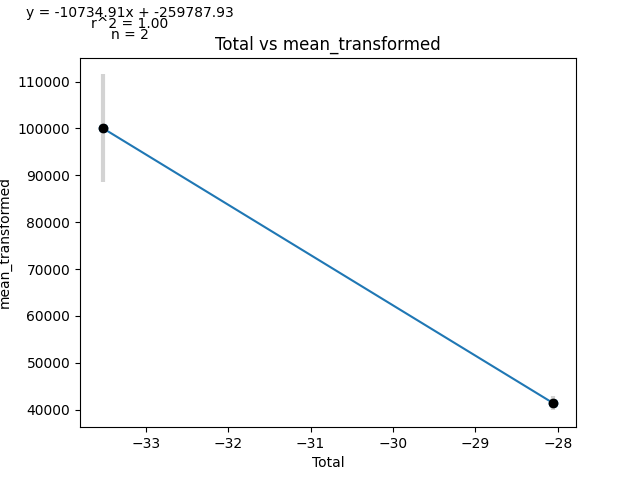 y = -10734.91x + -259787.93
r^2 = 1.00
n = 2
Total vs mean_transformed
110000
100000
90000
80000
70000
60000
50000
40000
mean_transformed
−33
−32
−31
−30
−29
−28
Total